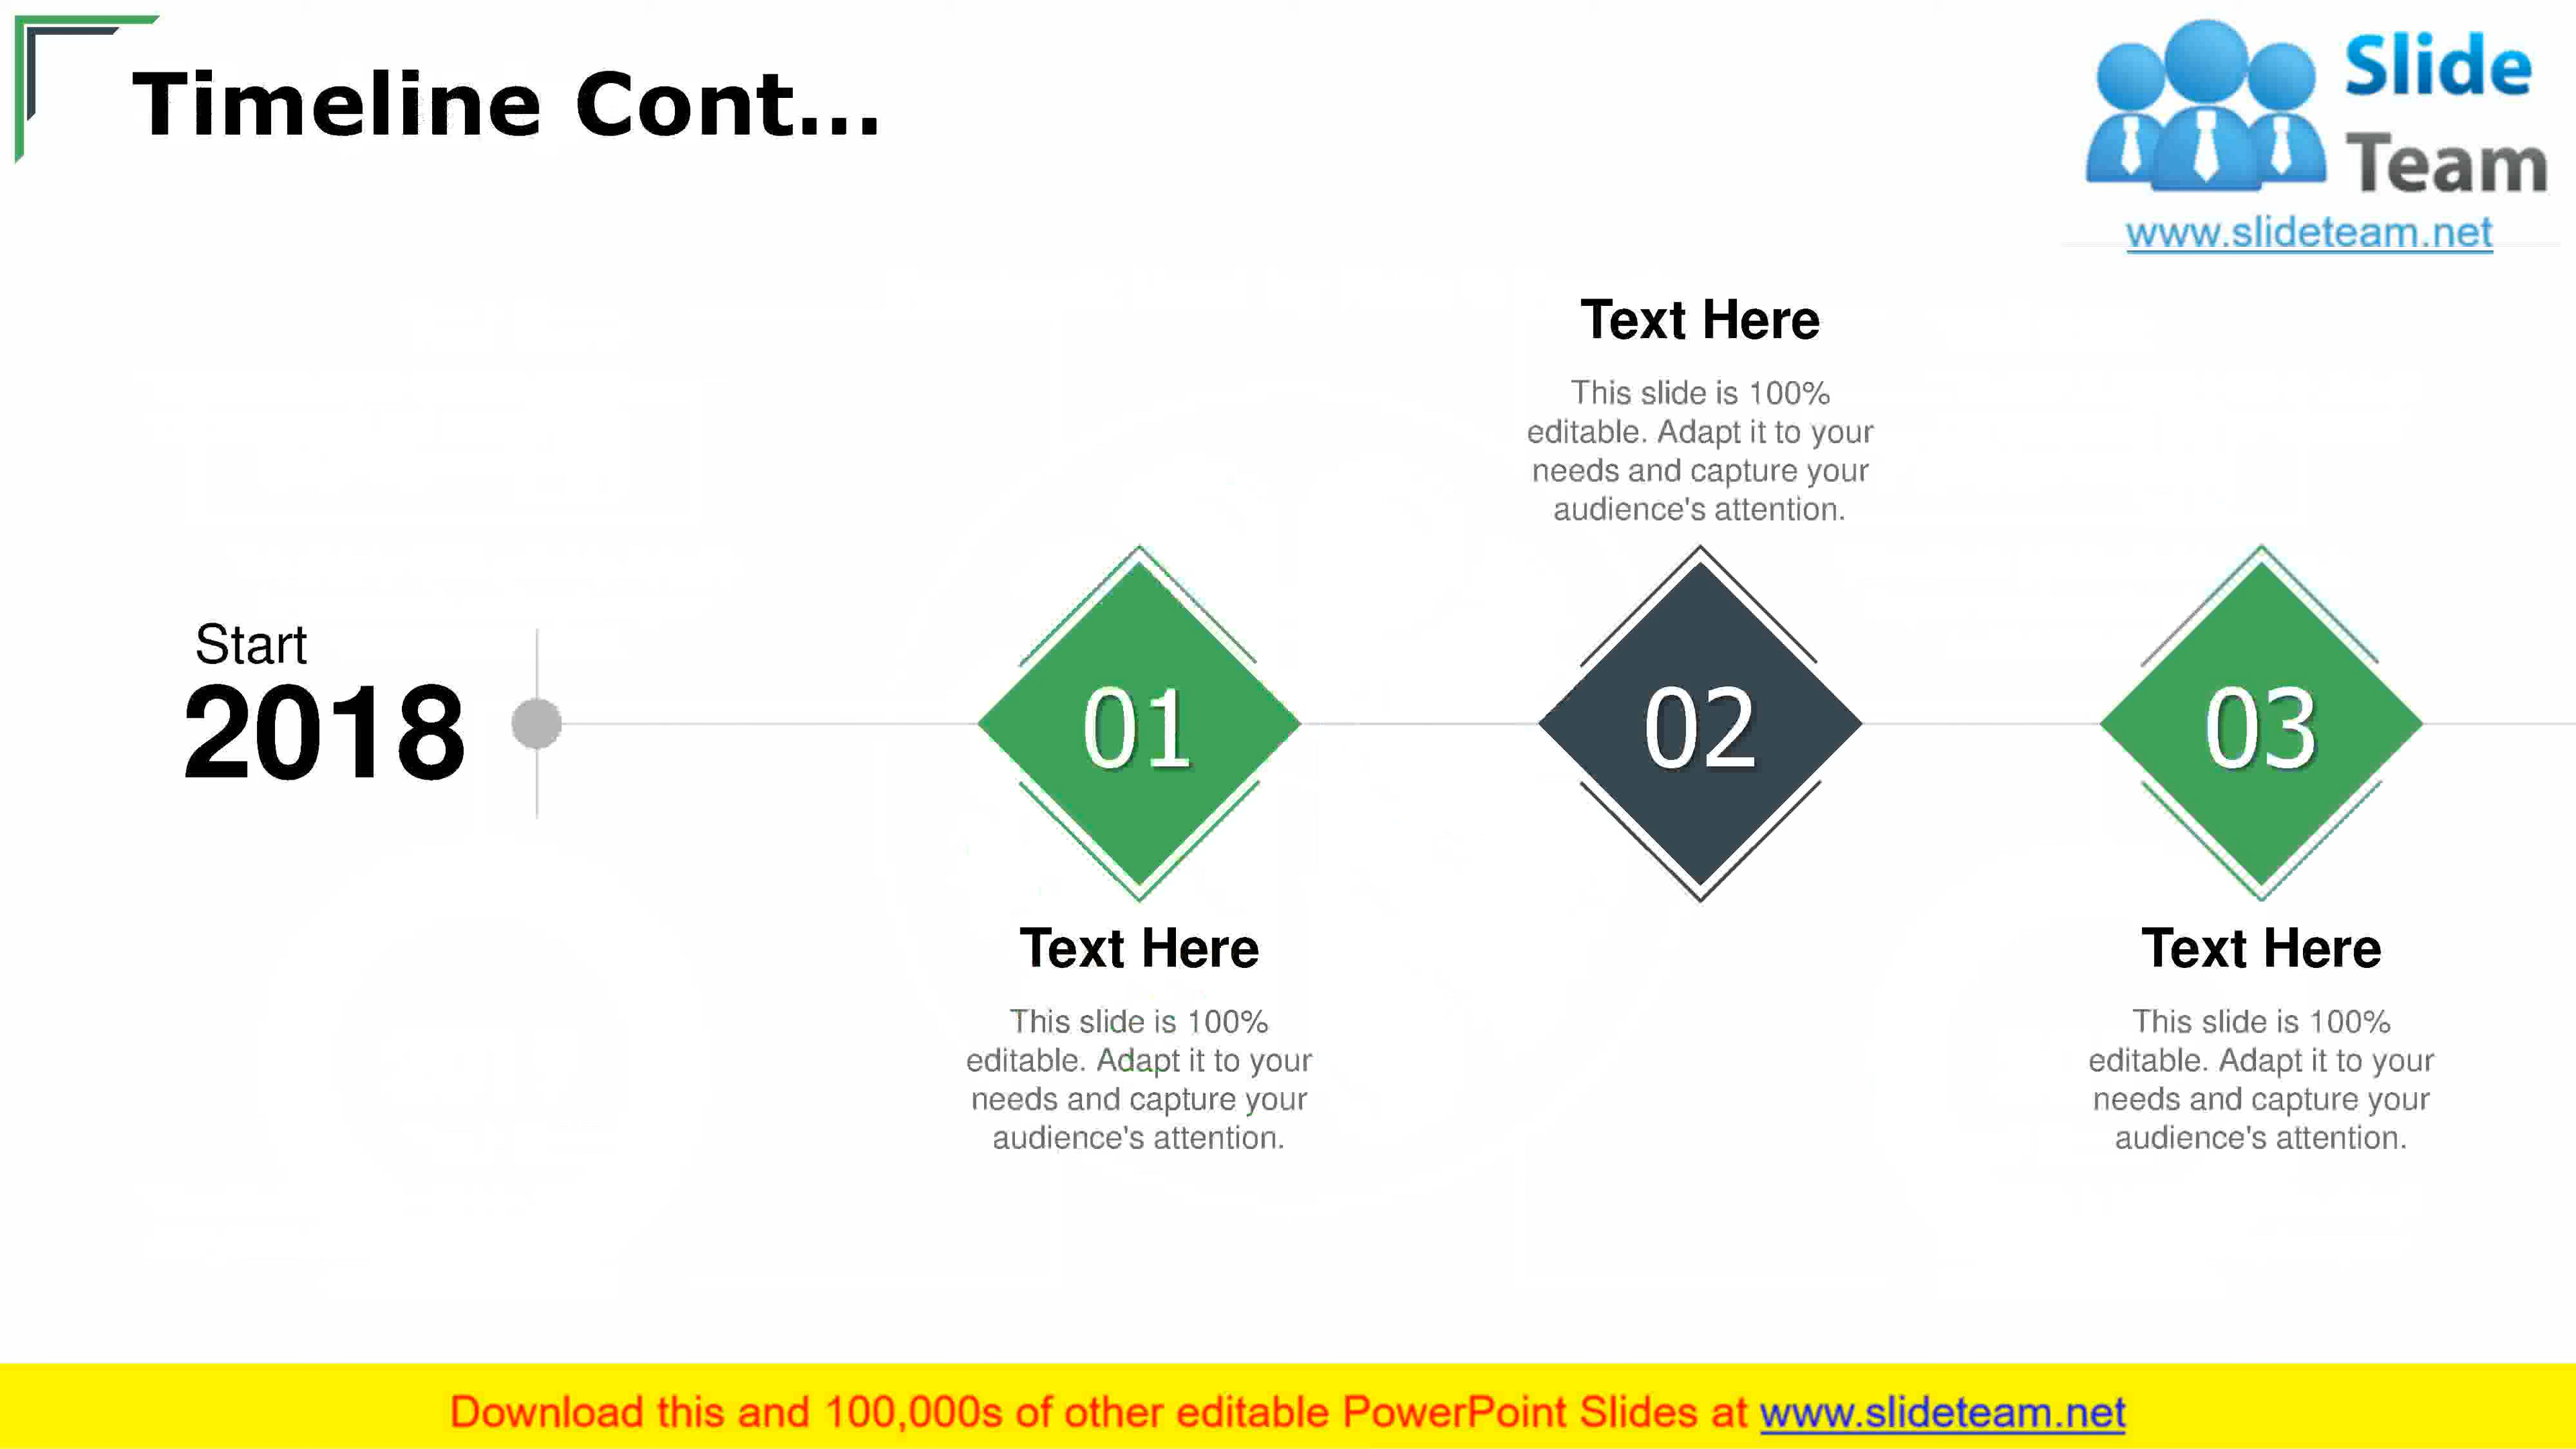 Timeline Cont...
Slide
Team
www.slideteam.net
Text Here
This slide is 100%
editable. Adapt it to your
needs and capture your
audience's attention.
Start
2018
01
02
03
Text Here
This slide is 100%
editable. Adapt it to your
needs and capture your
audience's attention.
Text Here
This slide is 100%
editable. Adapt it to your
needs and capture your
audience's attention.
Download this and 100,000s of other editable PowerPoint Slides at www.slideteam.net